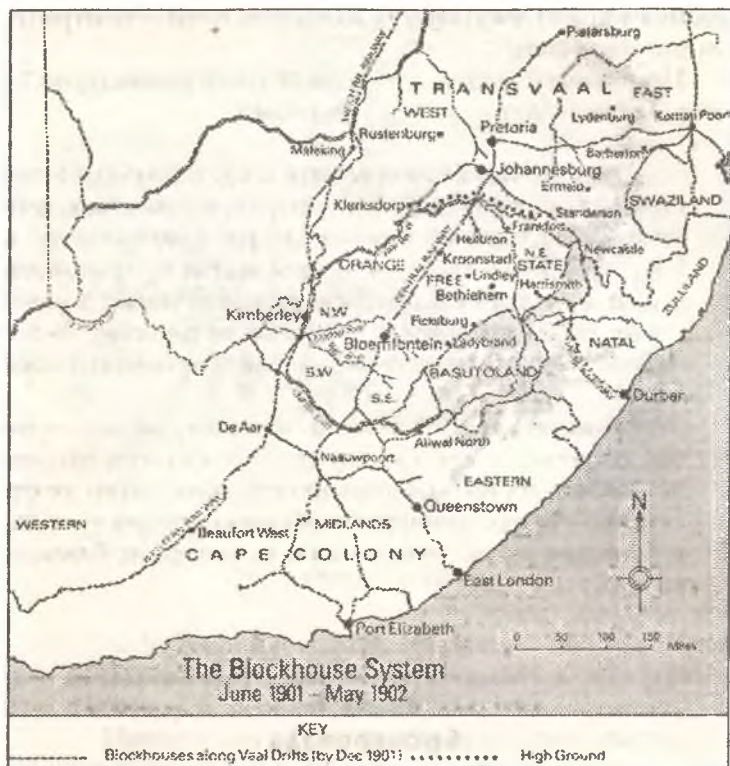 Pietersburg
TRANSVAAL
EAST
WEST
Lydenburg
Komati Poort
Rustenburg
Pretoria
Mafeking
Barberton
Johannesburg
Ermelo
Klerksdorp
Standerton
SWAZILAND
Frankfort
Heilbron
Newcastle
ORANGE
Kroonstad
N.E.
STATE
FREE
Lindley
ZULULAND
Bethlehem
Harrismith
Kimberley
N.W.
Ficksburg
NATAL
Bloemfontein
Ladybrand
S.W.
BASUTOLAND
S.E.
Durban
De Aar
Aliwal North
Naauwpoort
EASTERN
N
WESTERN
Queenstown
MIDLANDS
Beaufort West
CAPE COLONY
East London
Port Elizabeth
0 50 100 150
Miles
The Blockhouse System
June 1901 - May 1902
KEY
Blockhouses along Vaal Drifts (by Dec 1901)
High Ground